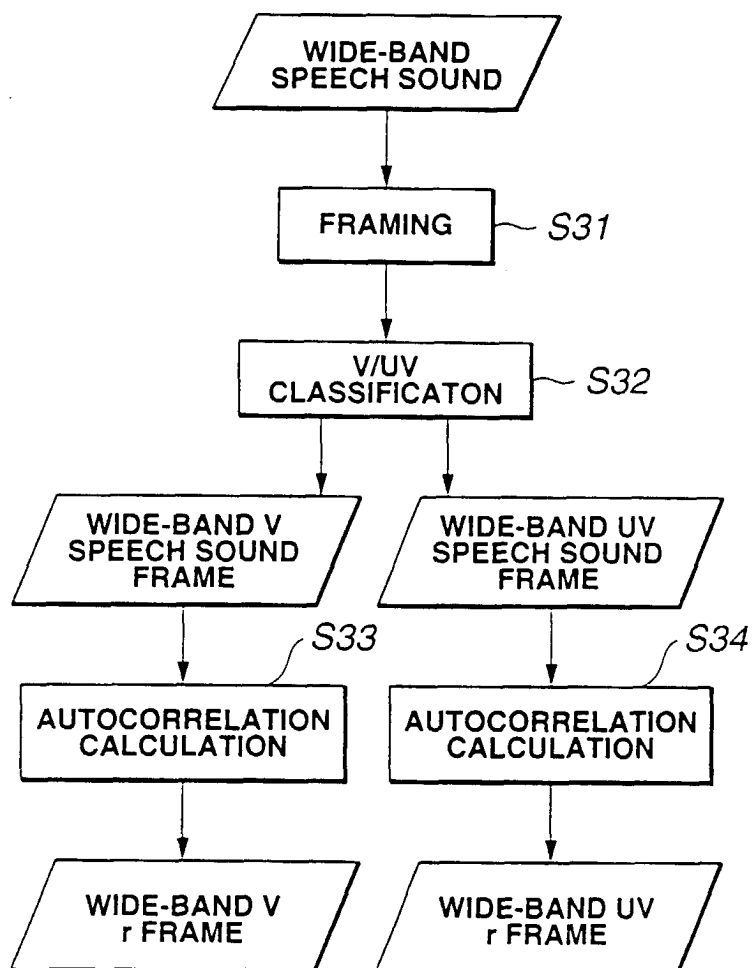 WIDE-BAND
SPEECH SOUND
FRAMING
S31
V/UV
CLASSIFICATON
S32
WIDE-BAND V
SPEECH SOUND
FRAME
WIDE-BAND UV
SPEECH SOUND
FRAME
S33
S34
AUTOCORRELATION
CALCULATION
AUTOCORRELATION
CALCULATION
WIDE-BAND V
r FRAME
WIDE-BAND UV
r FRAME